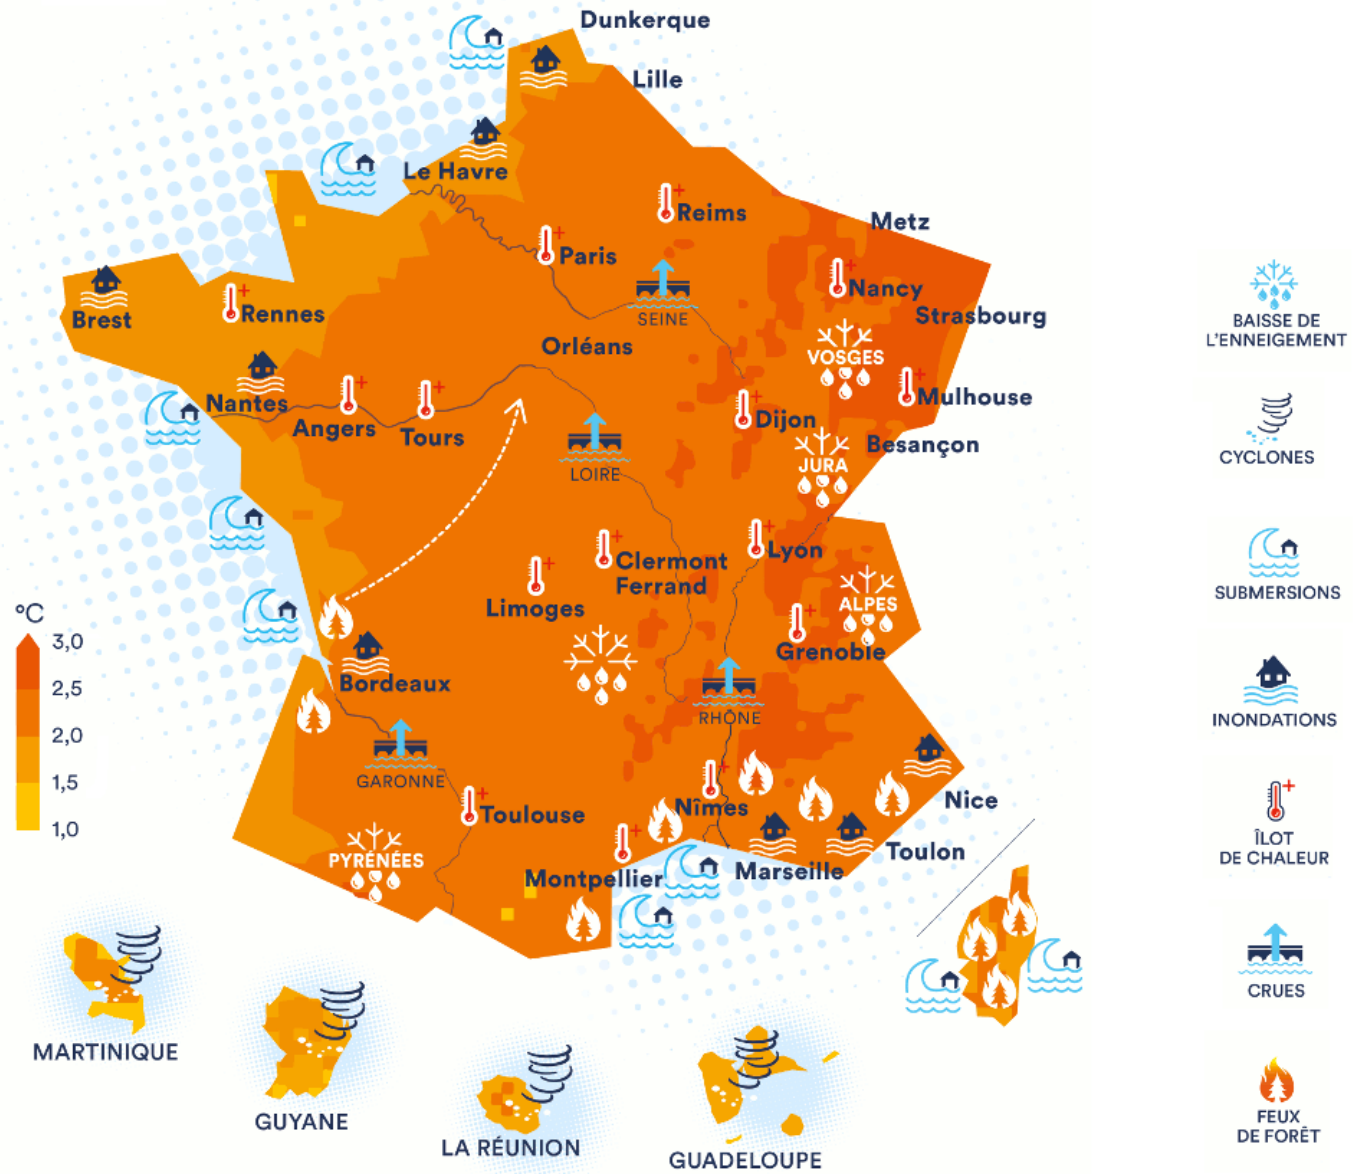 Dunkerque
Lille
Le Havre
Reims
Metz
Paris
Nancy
SEINE
Strasbourg
Brest
Rennes
Orléans
VOSGES
Nantes
Angers
Tours
Mulhouse
Dijon
Besançon
LOIRE
JURA
Lyon
Clermont
Ferrand
Limoges
ALPES
Grenoble
Bordeaux
RHÔNE
GARONNE
Nîmes
Nice
Toulouse
Toulon
PYRÉNÉES
Montpellier
Marseille
°C
3,0
2,5
2,0
1,5
1,0
MARTINIQUE
GUYANE
LA RÉUNION
GUADELOUPE
BAISSE DE
L'ENNEIGEMENT
CYCLONES
SUBMERSIONS
INONDATIONS
ÎLOT
DE CHALEUR
CRUES
FEUX
DE FORÊT